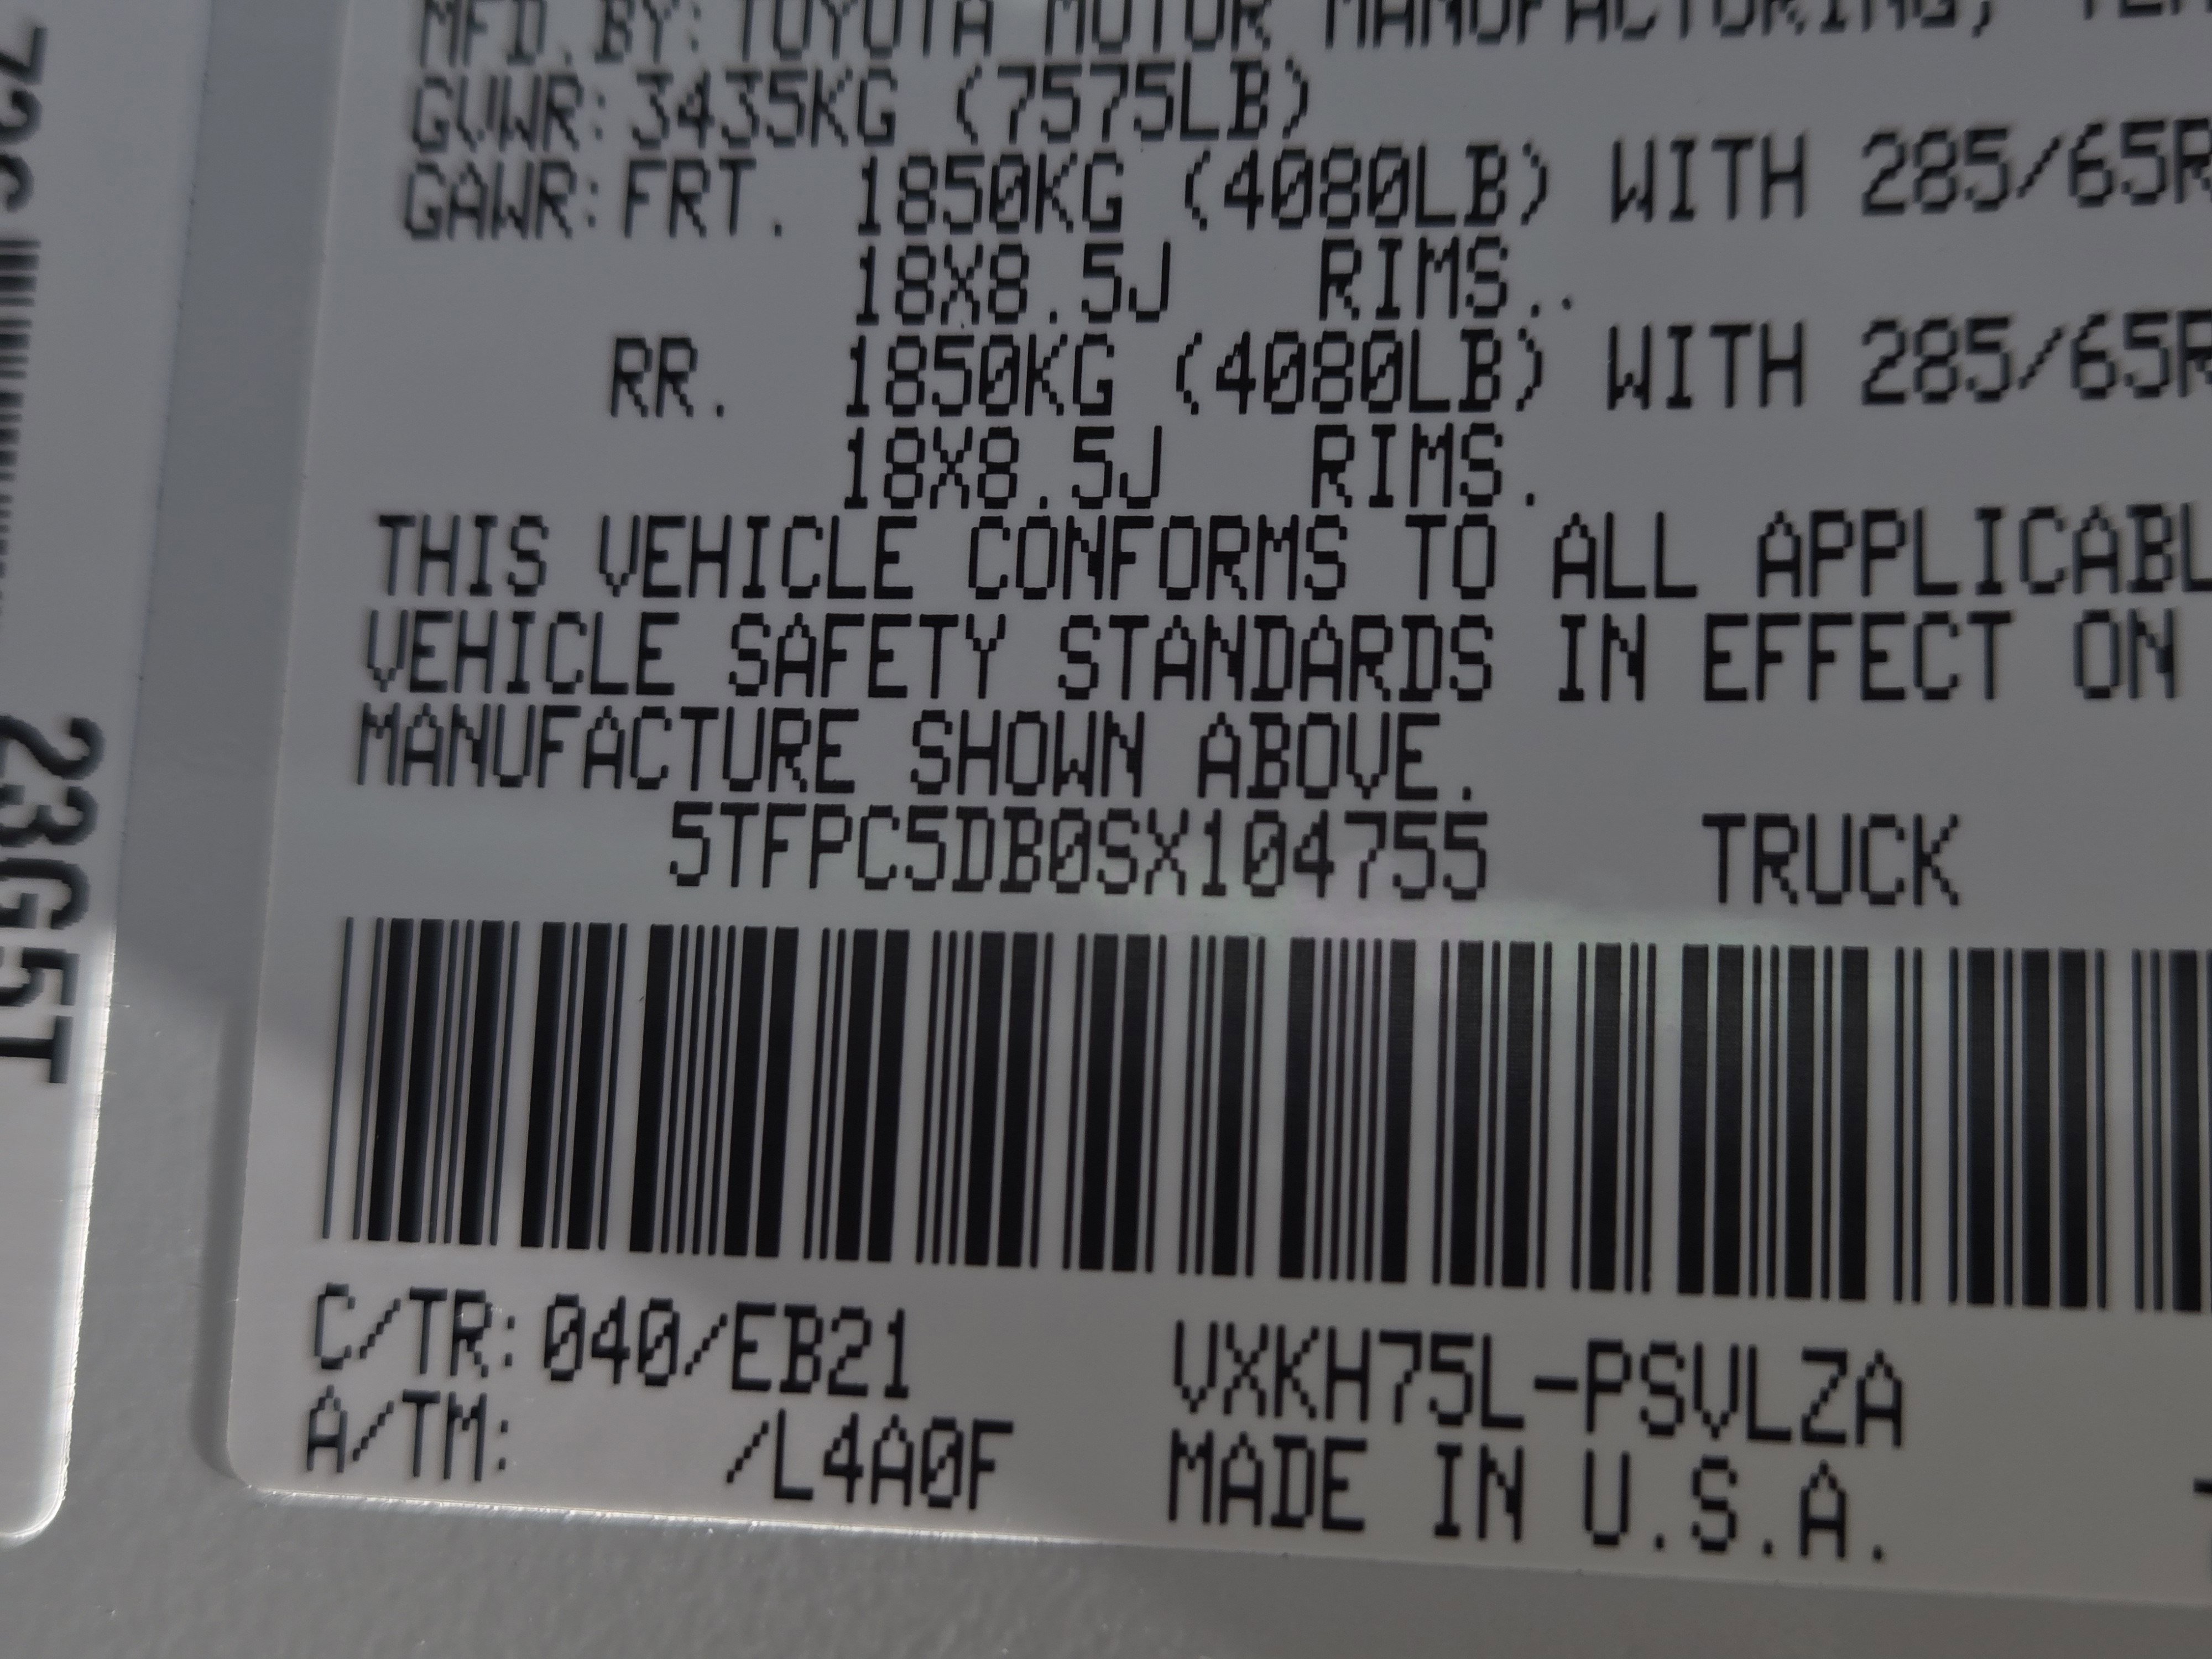 MFD.BY:TOYOTA MOTOR MANUFACTURING,
GVWR:3435KG (7575LB)
GAWR:FRT. 1850KG (4080LB) WITH 285/65R
18X8.5J RIMS..
RR. 1850KG (4080LB) WITH 285/65R
18X8.5J RIMS.
THIS VEHICLE CONFORMS TO ALL APPLICABL
VEHICLE SAFETY STANDARDS IN EFFECT ON
MANUFACTURE SHOWN ABOVE.
5TFPC5DB0SX104755 TRUCK
C/TR:040/EB21 VXKH75L-PSVLZA
A/TM: /L4A0F MADE IN U.S.A.
23G5T